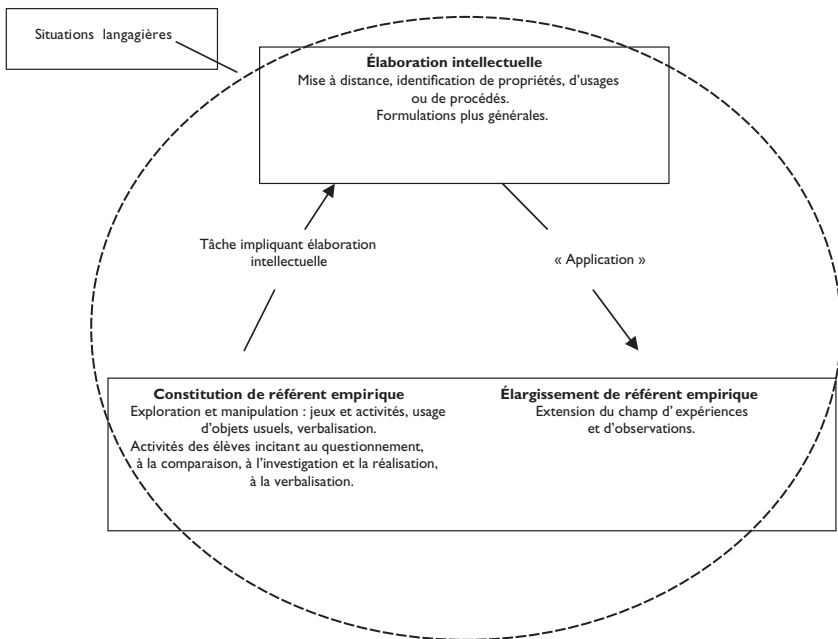 Situations langagières
Élaboration intellectuelle
Mise à distance, identification de propriétés, d'usages
ou de procédés.
Formulations plus générales.
Tâche impliquant élaboration
intellectuelle
« Application »
Constitution de référent empirique
Exploration et manipulation : jeux et activités, usage
d'objets usuels, verbalisation.
Activités des élèves incitant au questionnement,
à la comparaison, à l'investigation et la réalisation,
à la verbalisation.
Élargissement de référent empirique
Extension du champ d'expériences
et d'observations.